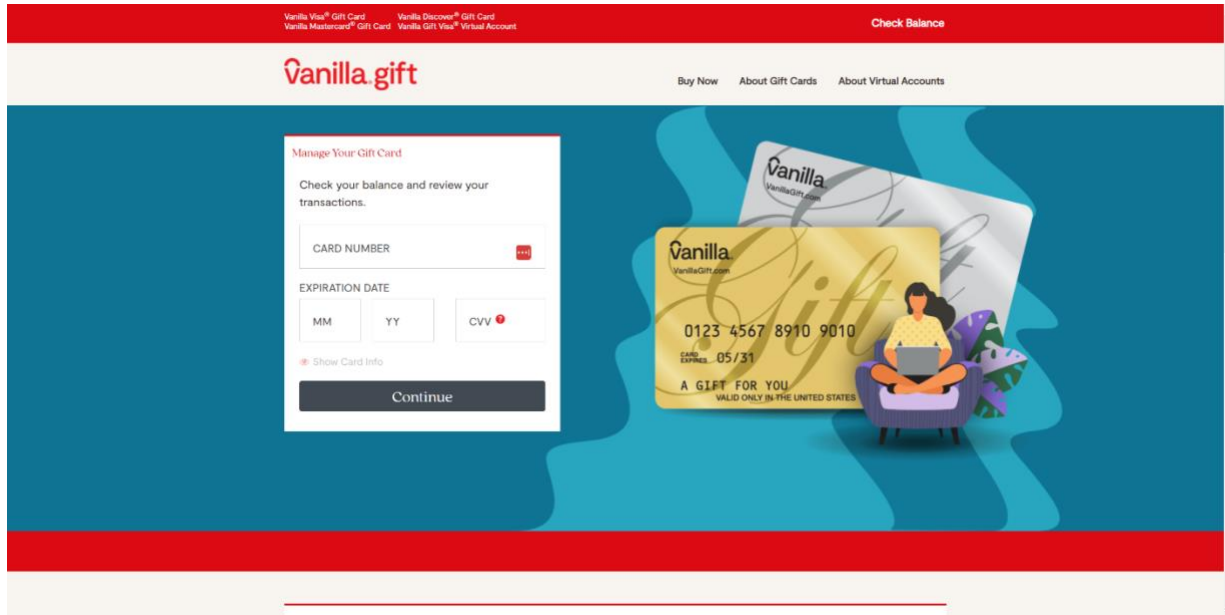 Vanilla Visa® Gift Card Vanilla Discover® Gift Card
Vanilla Mastercard® Gift Card Vanilla Gift Visa® Virtual Account
Check Balance
Vanilla gift
Buy Now About Gift Cards About Virtual Accounts
Manage Your Gift Card
Check your balance and review your
transactions.
CARD NUMBER
EXPIRATION DATE
MM YY CVV ?
Show Card Info
Continue
Vanilla.
VanillaGift.com
Gift
Vanilla.
VanillaGift.com
Gift
0123 4567 8910 9010
CARD
EXPIRES 05/31
A GIFT FOR YOU
VALID ONLY IN THE UNITED STATES